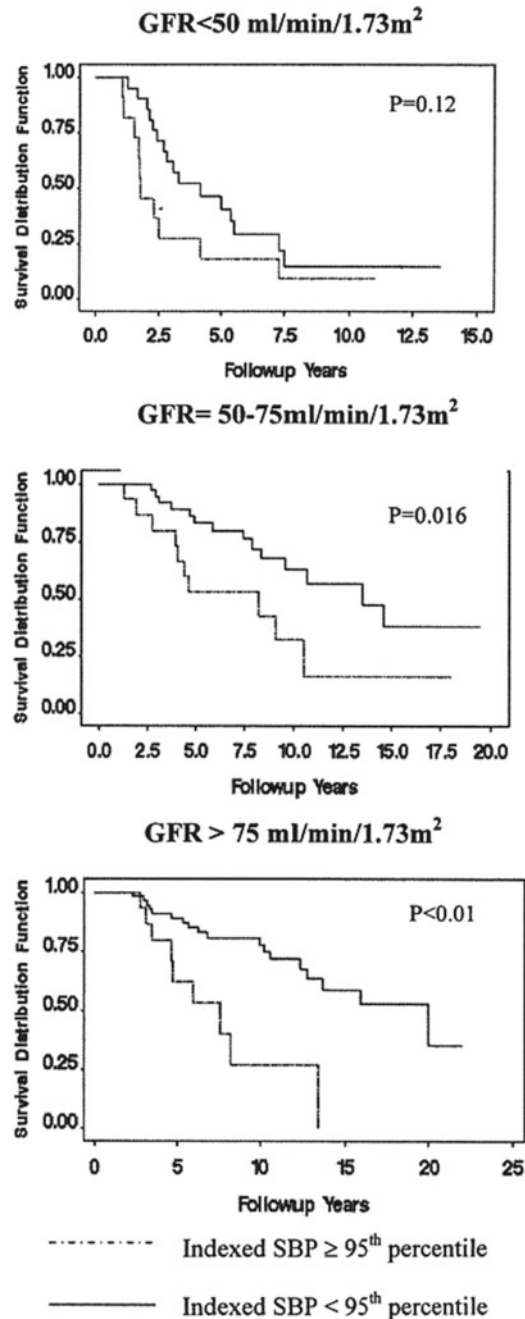 GFR<50 ml/min/1.73m²
Survival Distribution Function
1.00
0.75
0.50
0.25
0.00
P=0.12
0.0 2.5 5.0 7.5 10.0 12.5 15.0
Followup Years
GFR= 50-75ml/min/1.73m²
Survival Distribution Function
1.00
0.75
0.50
0.25
0.00
P=0.016
0.0 2.5 5.0 7.5 10.0 12.5 15.0 17.5 20.0
Followup Years
GFR > 75 ml/min/1.73m²
Survival Distribution Function
1.00
0.75
0.50
0.25
0.00
P<0.01
0 5 10 15 20 25
Followup Years
Indexed SBP ≥ 95th percentile
Indexed SBP < 95th percentile